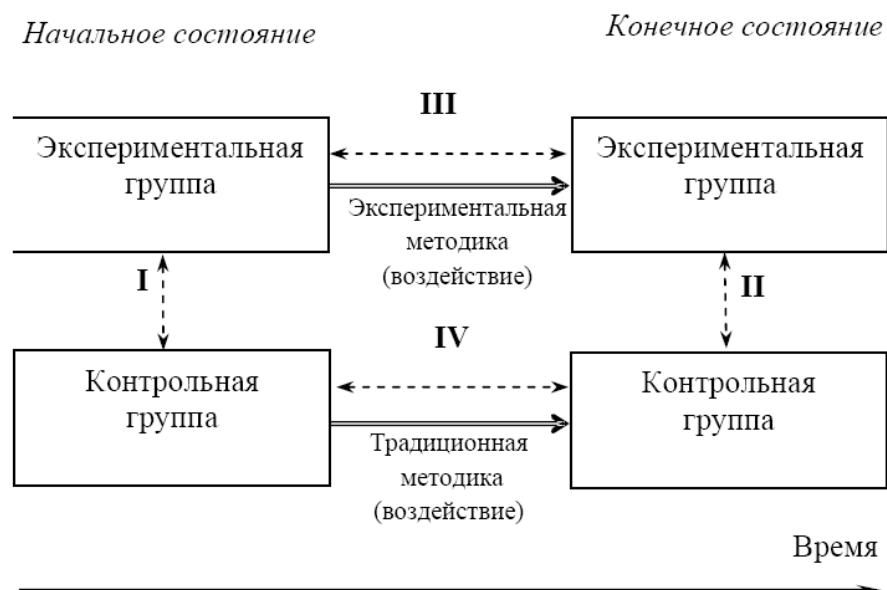 Начальное состояние
Конечное состояние
III
Экспериментальная
группа
Экспериментальная
группа
Экспериментальная
методика
(воздействие)
I
II
IV
Контрольная
группа
Контрольная
группа
Традиционная
методика
(воздействие)
Время